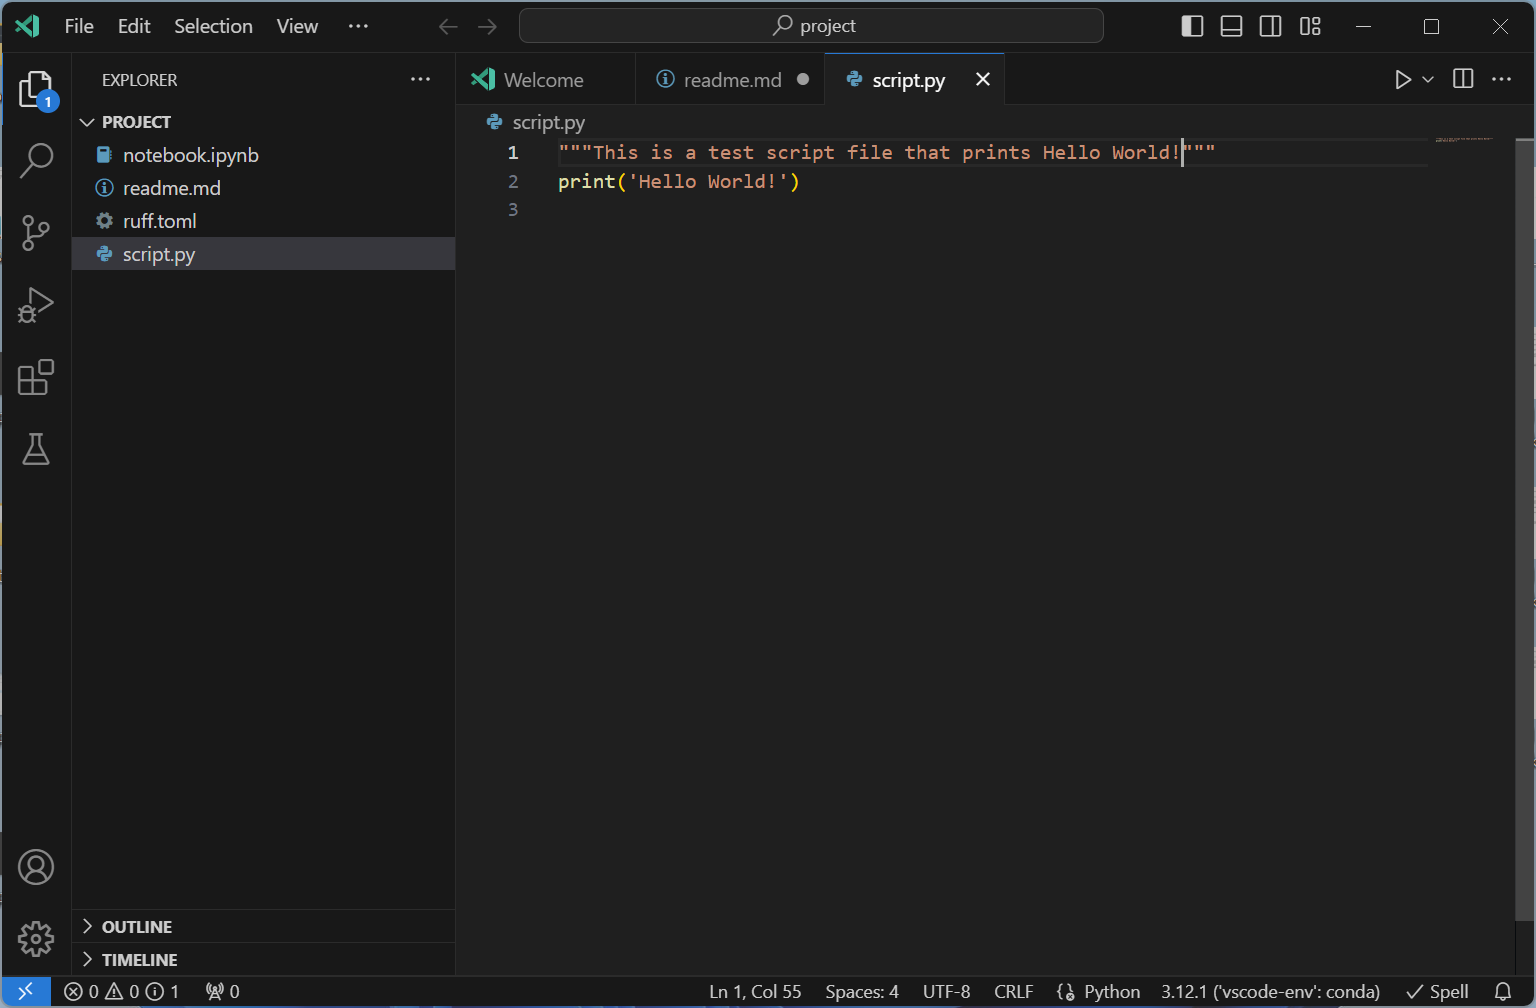 File Edit Selection View ··· project
EXPLORER ···
Welcome readme.md script.py
PROJECT
notebook.ipynb
readme.md
ruff.toml
script.py
OUTLINE
TIMELINE
script.py
1 """This is a test script file that prints Hello World!"""
2 print('Hello World!')
3
1
0 0 1 0 Ln 1, Col 55 Spaces: 4 UTF-8 CRLF Python 3.12.1 ('vscode-env': conda) Spell